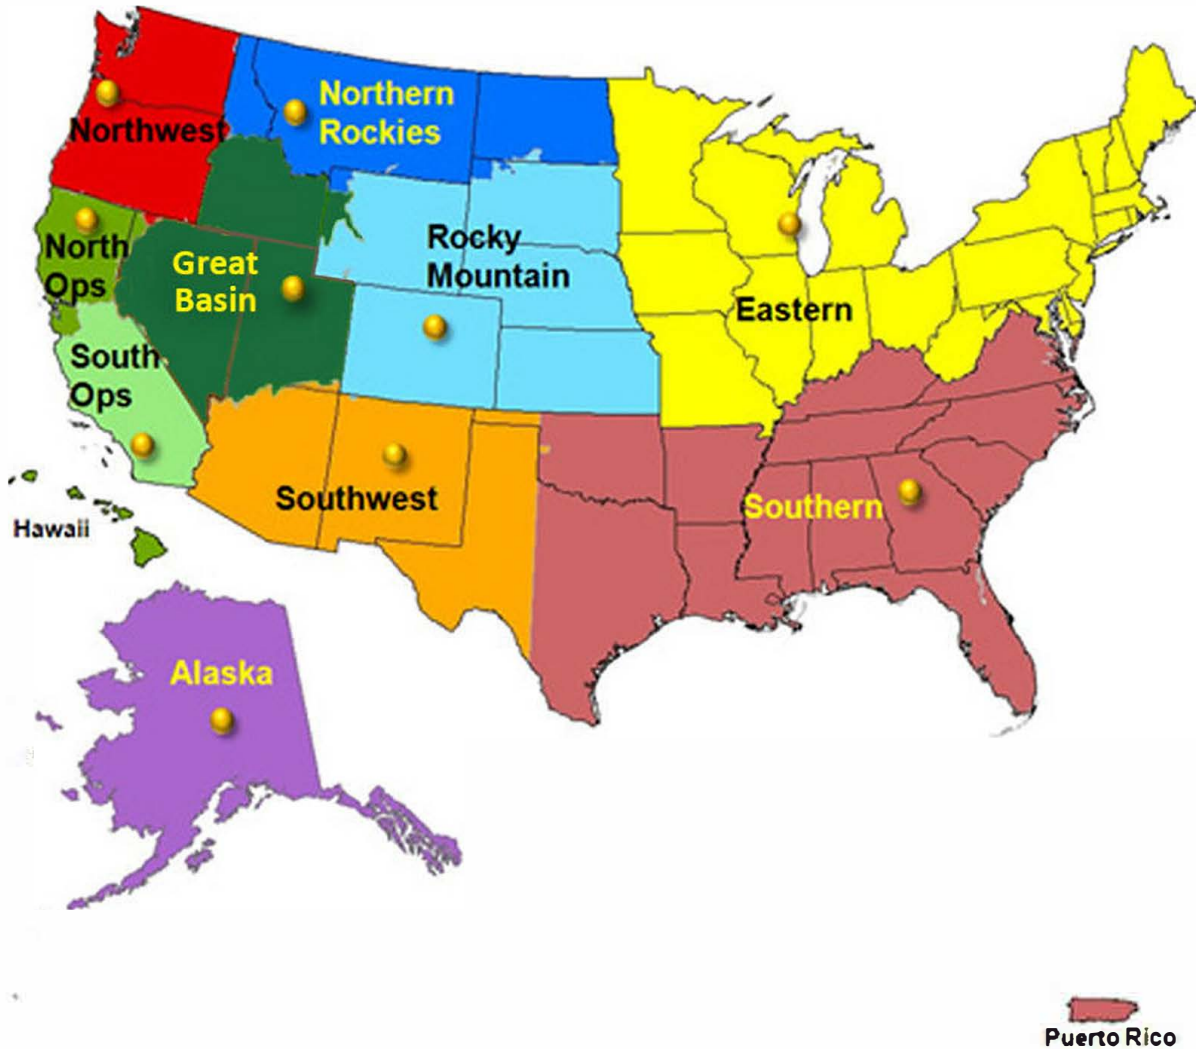 Northern
Rockies
Northwest
North
Ops
Great
Basin
Rocky
Mountain
Eastern
South
Ops
Southwest
Southern
Hawaii
Alaska
Puerto Rico